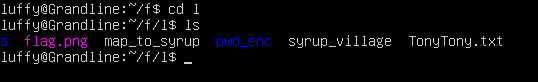 luffy@Grandline:~/f$ cd l
luffy@Grandline:~/f/l$ ls
a flag.png map_to_syrup pwd_enc syrup_village TonyTony.txt
luffy@Grandline:~/f/l$ _